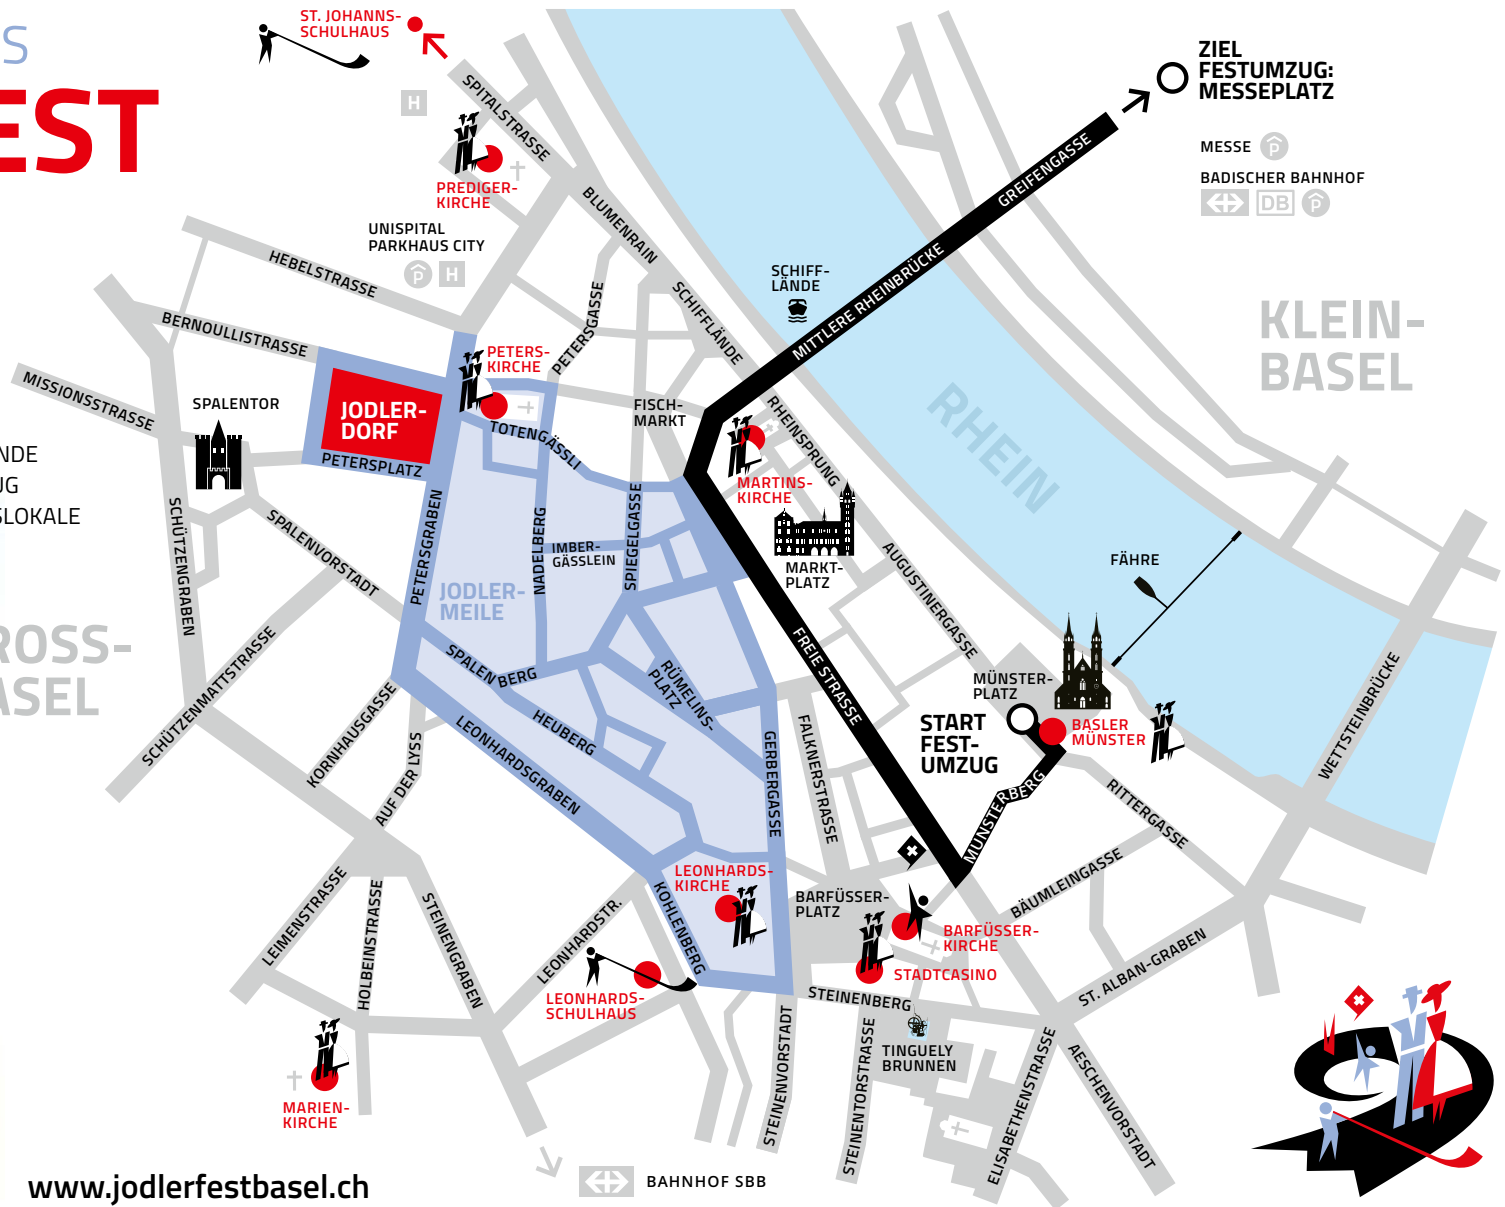 S
EST
NDE
UG
SLOKALE
ROSS-
ASEL
ST. JOHANNS-
SCHULHAUS
H
SPITALSTRASSE
PREDIGER-
KIRCHE
UNISPITAL
PARKHAUS CITY
P
H
HEBELSTRASSE
BERNOULLISTRASSE
MISSIONSSTRASSE
SPALENTOR
JODLER-
DORF
PETERSPLATZ
PETERS-
KIRCHE
TOTENGÄSSLI
PETERSGASSE
BLUMENRAIN
SCHIFFLÄNDE
SCHIFF-
LÄNDE
MITTLERE RHEINBRÜCKE
GREIFENGASSE
ZIEL
FESTUMZUG:
MESSEPLATZ
MESSE
P
BADISCHER BAHNHOF
DB
P
KLEIN-
BASEL
RHEIN
FISCH-
MARKT
RHEINSPRUNG
MARTINS-
KIRCHE
MARKT-
PLATZ
AUGUSTINERGASSE
FÄHRE
MÜNSTER-
PLATZ
START
FEST-
UMZUG
BASLER
MÜNSTER
MÜNSTERBERG
RITTERGASSE
WETTSTEINBRÜCKE
BÄUMLEINGASSE
ST. ALBAN-GRABEN
FREIE STRASSE
FALKNERSTRASSE
GERBERGASSE
RÜMELINS-
PLATZ
SPIEGELGASSE
IMBER-
GÄSSLEIN
NADELBERG
JODLER-
MEILE
PETERSGRABEN
SPALENBERG
HEUBERG
LEONHARDSGRABEN
SPALENVORSTADT
SCHÜTZENGRABEN
SCHÜTZENMATTSTRASSE
KORNHAUSGASSE
AUF DER LYSS
LEIMENSTRASSE
HOLBEINSTRASSE
STEINENGRABEN
LEONHARDSTR.
KOHLENBERG
LEONHARDS-
KIRCHE
LEONHARDS-
SCHULHAUS
MARIEN-
KIRCHE
BARFÜSSER-
PLATZ
BARFÜSSER-
KIRCHE
STADTCASINO
STEINENBERG
TINGUELY
BRUNNEN
STEINENVORSTADT
STEINENTORSTRASSE
ELISABETHENSTRASSE
AESCHENVORSTADT
BAHNHOF SBB
www.jodlerfestbasel.ch